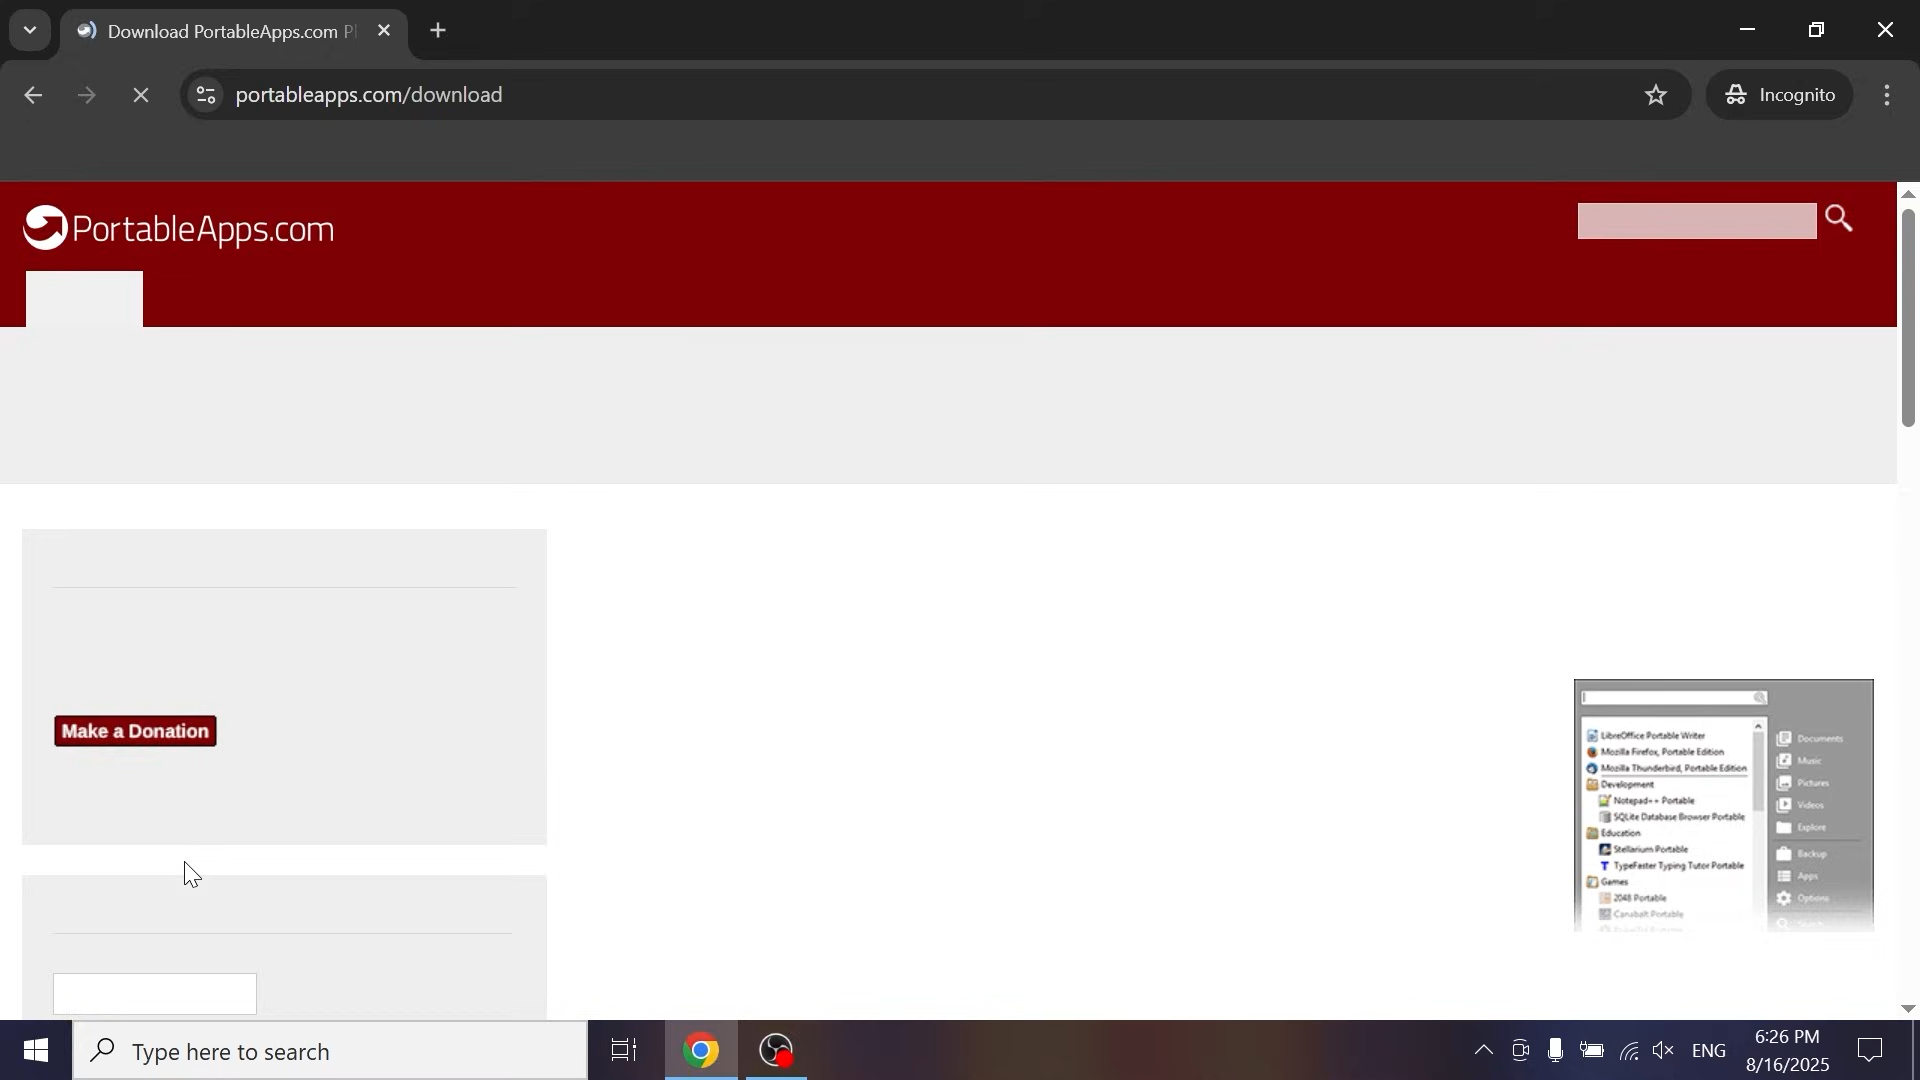 Download PortableApps.com Pl
portableapps.com/download
Incognito
PortableApps.com
Make a Donation
LibreOffice Portable Writer
Mozilla Firefox, Portable Edition
Mozilla Thunderbird, Portable Edition
Development
Notepad++ Portable
SQLite Database Browser Portable
Education
Stellarium Portable
TypeFaster Typing Tutor Portable
Games
2048 Portable
Canabalt Portable
Documents
Music
Pictures
Videos
Explore
Backup
Apps
Options
Search
Type here to search
ENG
6:26 PM
8/16/2025